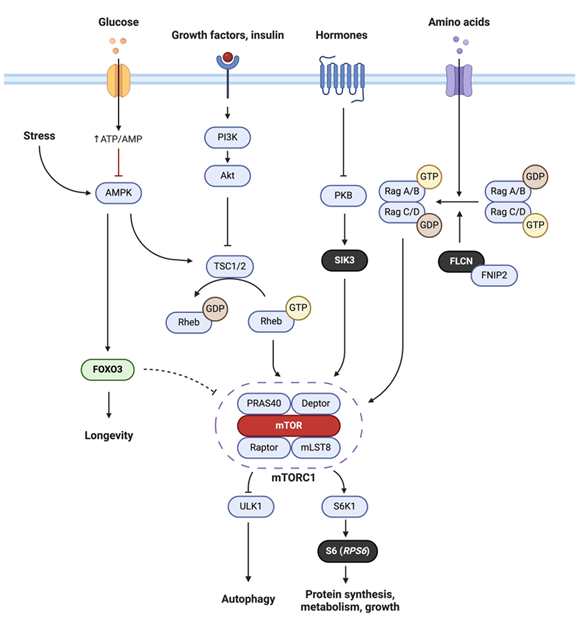 Glucose
Growth factors, insulin
Hormones
Amino acids
Stress
↑ATP/AMP
AMPK
PI3K
Akt
TSC1/2
Rheb
GDP
Rheb
GTP
PKB
SIK3
Rag A/B
Rag C/D
GTP
GDP
Rag A/B
Rag C/D
GDP
GTP
FLCN
FNIP2
FOXO3
Longevity
PRAS40
Deptor
mTOR
Raptor
mLST8
mTORC1
ULK1
S6K1
S6 (RPS6)
Autophagy
Protein synthesis,
metabolism, growth